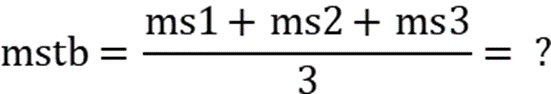 mstb = (ms1 + ms2 + ms3) / 3 = ?